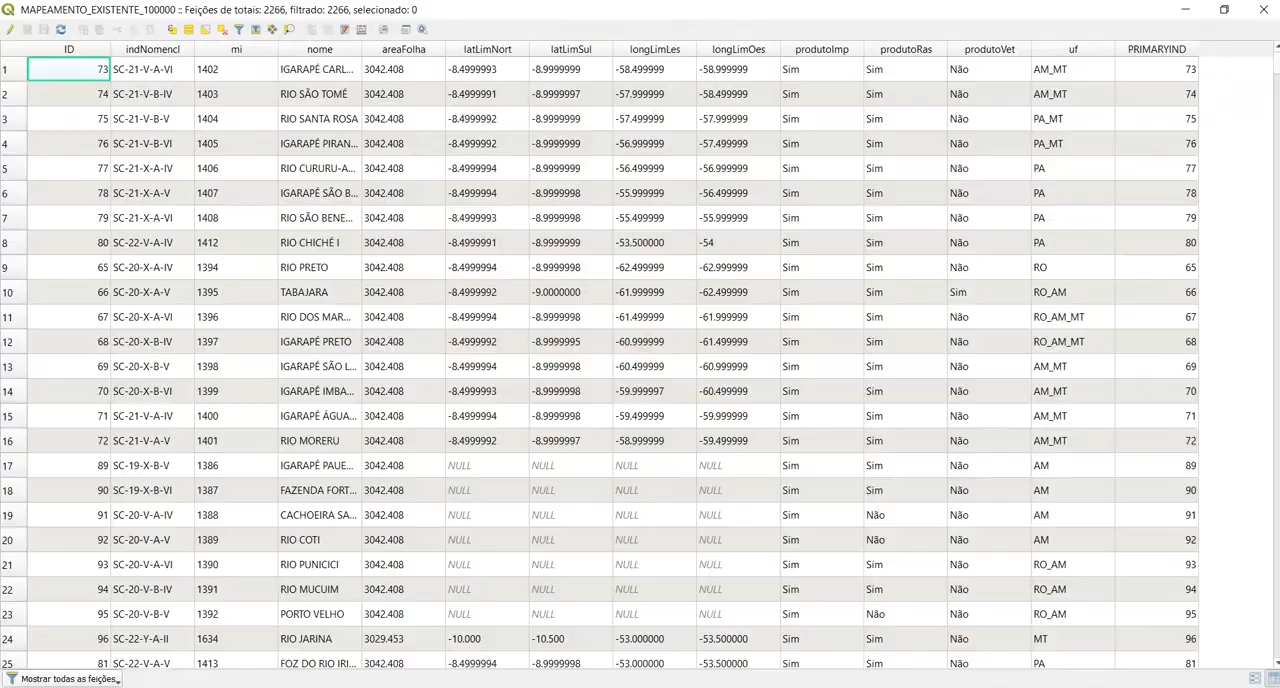 MAPEAMENTO_EXISTENTE_100000 :: Feições de totais: 2266, filtrado: 2266, selecionado: 0
ID indNomencl mi nome areaFolha latLimNort latLimSul longLimLes longLimOes produtoImp produtoRas produtoVet uf PRIMARYIND
1 73 SC-21-V-A-VI 1402 IGARAPÉ CARL... 3042.408 -8.4999993 -8.9999999 -58.499999 -58.999999 Sim Sim Não AM_MT 73
2 74 SC-21-V-B-IV 1403 RIO SÃO TOMÉ 3042.408 -8.4999991 -8.9999997 -57.999999 -58.499999 Sim Sim Não AM_MT 74
3 75 SC-21-V-B-V 1404 RIO SANTA ROSA 3042.408 -8.4999992 -8.9999999 -57.499999 -57.999999 Sim Sim Não PA_MT 75
4 76 SC-21-V-B-VI 1405 IGARAPÉ PIRAN... 3042.408 -8.4999992 -8.9999999 -56.999999 -57.499999 Sim Sim Não PA_MT 76
5 77 SC-21-X-A-IV 1406 RIO CURURU-A... 3042.408 -8.4999994 -8.9999999 -56.499999 -56.999999 Sim Sim Não PA 77
6 78 SC-21-X-A-V 1407 IGARAPÉ SÃO B... 3042.408 -8.4999994 -8.9999998 -55.999999 -56.499999 Sim Sim Não PA 78
7 79 SC-21-X-A-VI 1408 RIO SÃO BENE... 3042.408 -8.4999993 -8.9999998 -55.499999 -55.999999 Sim Sim Não PA 79
8 80 SC-22-V-A-IV 1412 RIO CHICHÉ I 3042.408 -8.4999991 -8.9999999 -53.500000 -54 Sim Sim Não PA 80
9 65 SC-20-X-A-IV 1394 RIO PRETO 3042.408 -8.4999994 -8.9999998 -62.499999 -62.999999 Sim Sim Não RO 65
10 66 SC-20-X-A-V 1395 TABAJARA 3042.408 -8.4999992 -9.0000000 -61.999999 -62.499999 Sim Sim Sim RO_AM 66
11 67 SC-20-X-A-VI 1396 RIO DOS MAR... 3042.408 -8.4999994 -8.9999998 -61.499999 -61.999999 Sim Sim Não RO_AM_MT 67
12 68 SC-20-X-B-IV 1397 IGARAPÉ PRETO 3042.408 -8.4999992 -8.9999995 -60.999999 -61.499999 Sim Sim Não RO_AM_MT 68
13 69 SC-20-X-B-V 1398 IGARAPÉ SÃO L... 3042.408 -8.4999994 -8.9999998 -60.499999 -60.999999 Sim Sim Não AM_MT 69
14 70 SC-20-X-B-VI 1399 IGARAPÉ IMBA... 3042.408 -8.4999993 -8.9999998 -59.999997 -60.499999 Sim Sim Não AM_MT 70
15 71 SC-21-V-A-IV 1400 IGARAPÉ ÁGUA... 3042.408 -8.4999994 -8.9999998 -59.499999 -59.999999 Sim Sim Não AM_MT 71
16 72 SC-21-V-A-V 1401 RIO MORERU 3042.408 -8.4999992 -8.9999997 -58.999999 -59.499999 Sim Sim Não AM_MT 72
17 89 SC-19-X-B-V 1386 IGARAPÉ PAUE... 3042.408 NULL NULL NULL NULL Sim Sim Não AM 89
18 90 SC-19-X-B-VI 1387 FAZENDA FORT... 3042.408 NULL NULL NULL NULL Sim Sim Não AM 90
19 91 SC-20-V-A-IV 1388 CACHOEIRA SA... 3042.408 NULL NULL NULL NULL Sim Não Não AM 91
20 92 SC-20-V-A-V 1389 RIO COTI 3042.408 NULL NULL NULL NULL Sim Não Não AM 92
21 93 SC-20-V-A-VI 1390 RIO PUNICICI 3042.408 NULL NULL NULL NULL Sim Sim Não RO_AM 93
22 94 SC-20-V-B-IV 1391 RIO MUCUIM 3042.408 NULL NULL NULL NULL Sim Sim Não RO_AM 94
23 95 SC-20-V-B-V 1392 PORTO VELHO 3042.408 NULL NULL NULL NULL Sim Não Não RO_AM 95
24 96 SC-22-Y-A-II 1634 RIO JARINA 3029.453 -10.000 -10.500 -53.000000 -53.500000 Sim Sim Não MT 96
25 81 SC-22-V-A-V 1413 FOZ DO RIO IRI... 3042.408 -8.4999994 -8.9999998 -53.000000 -53.500000 Sim Sim Não PA 81
Mostrar todas as feições